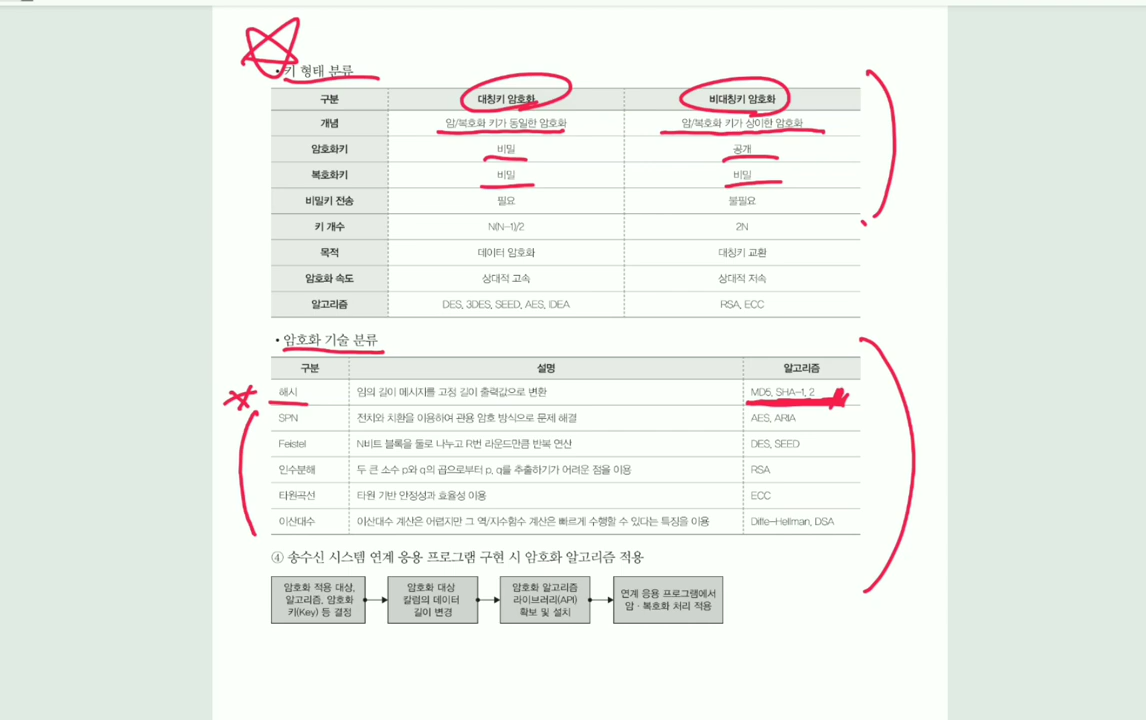 • 키 형태 분류
구분 대칭키 암호화 비대칭키 암호화
개념 암/복호화 키가 동일한 암호화 암/복호화 키가 상이한 암호화
암호화키 비밀 공개
복호화키 비밀 비밀
비밀키 전송 필요 불필요
키 개수 N(N-1)/2 2N
목적 데이터 암호화 대칭키 교환
암호화 속도 상대적 고속 상대적 저속
알고리즘 DES, 3DES, SEED, AES, IDEA RSA, ECC
• 암호화 기술 분류
구분 설명 알고리즘
해시 임의 길이 메시지를 고정 길이 출력값으로 변환 MD5, SHA-1, 2
SPN 전치와 치환을 이용하여 관용 암호 방식으로 문제 해결 AES, ARIA
Feistel N비트 블록을 둘로 나누고 R번 라운드만큼 반복 연산 DES, SEED
인수분해 두 큰 소수 p와 q의 곱으로부터 p, q를 추출하기가 어려운 점을 이용 RSA
타원곡선 타원 기반 안정성과 효율성 이용 ECC
이산대수 이산대수 계산은 어렵지만 그 역/지수함수 계산은 빠르게 수행할 수 있다는 특징을 이용 Diffie-Hellman, DSA
④ 송수신 시스템 연계 응용 프로그램 구현 시 암호화 알고리즘 적용
암호화 적용 대상,
알고리즘, 암호화
키(Key) 등 결정
암호화 대상
칼럼의 데이터
길이 변경
암호화 알고리즘
라이브러리(API)
확보 및 설치
연계 응용 프로그램에서
암·복호화 처리 적용